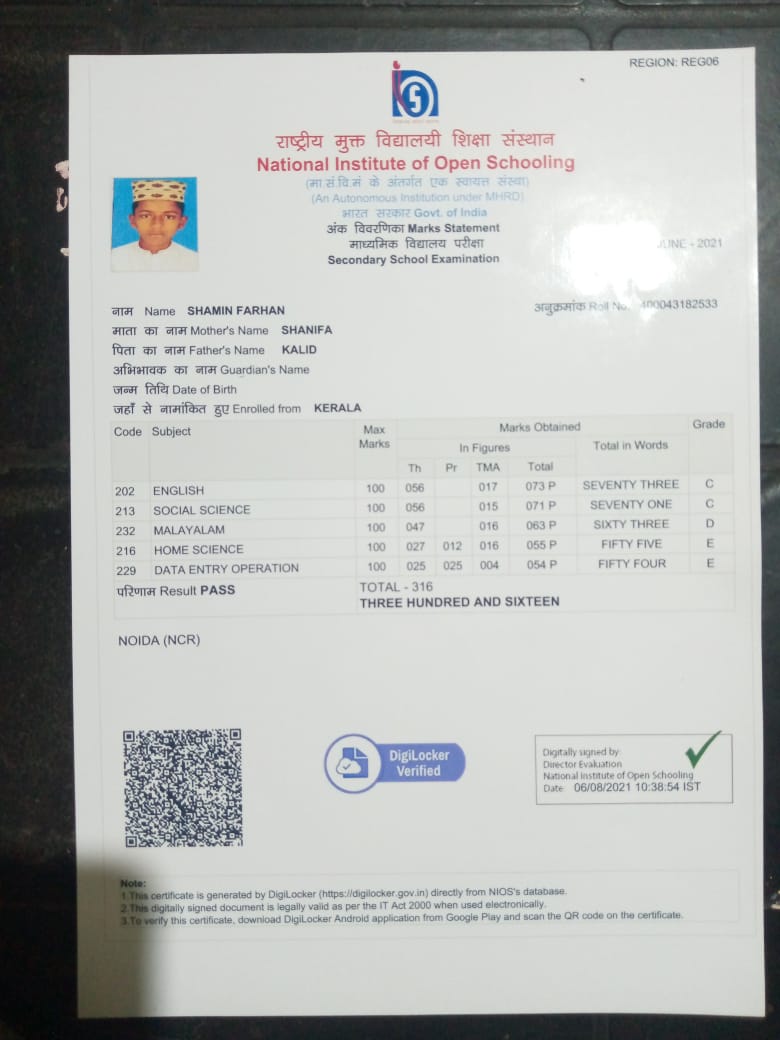 REGION: REG06
राष्ट्रीय मुक्त विद्यालयी शिक्षा संस्थान
National Institute of Open Schooling
(मा.सं.वि.मं के अंतर्गत एक स्वायत्त संस्था)
(An Autonomous Institution under MHRD)
भारत सरकार Govt. of India
अंक विवरणिका Marks Statement
माध्यमिक विद्यालय परीक्षा JUNE - 2021
Secondary School Examination
नाम Name SHAMIN FARHAN अनुक्रमांक Roll No. 400043182533
माता का नाम Mother's Name SHANIFA
पिता का नाम Father's Name KALID
अभिभावक का नाम Guardian's Name
जन्म तिथि Date of Birth
जहाँ से नामांकित हुए Enrolled from KERALA
Code Subject Max Marks Marks Obtained Grade
In Figures Total in Words
Th Pr TMA Total
202 ENGLISH 100 056 017 073 P SEVENTY THREE C
213 SOCIAL SCIENCE 100 056 015 071 P SEVENTY ONE C
232 MALAYALAM 100 047 016 063 P SIXTY THREE D
216 HOME SCIENCE 100 027 012 016 055 P FIFTY FIVE E
229 DATA ENTRY OPERATION 100 025 025 004 054 P FIFTY FOUR E
परिणाम Result PASS TOTAL - 316
THREE HUNDRED AND SIXTEEN
NOIDA (NCR)
DigiLocker
Verified
Digitally signed by:
Director Evaluation
National Institute of Open Schooling
Date: 06/08/2021 10:38:54 IST
Note:
1.This certificate is generated by DigiLocker (https://digilocker.gov.in) directly from NIOS's database.
2.This digitally signed document is legally valid as per the IT Act 2000 when used electronically.
3.To verify this certificate, download DigiLocker Android application from Google Play and scan the QR code on the certificate.